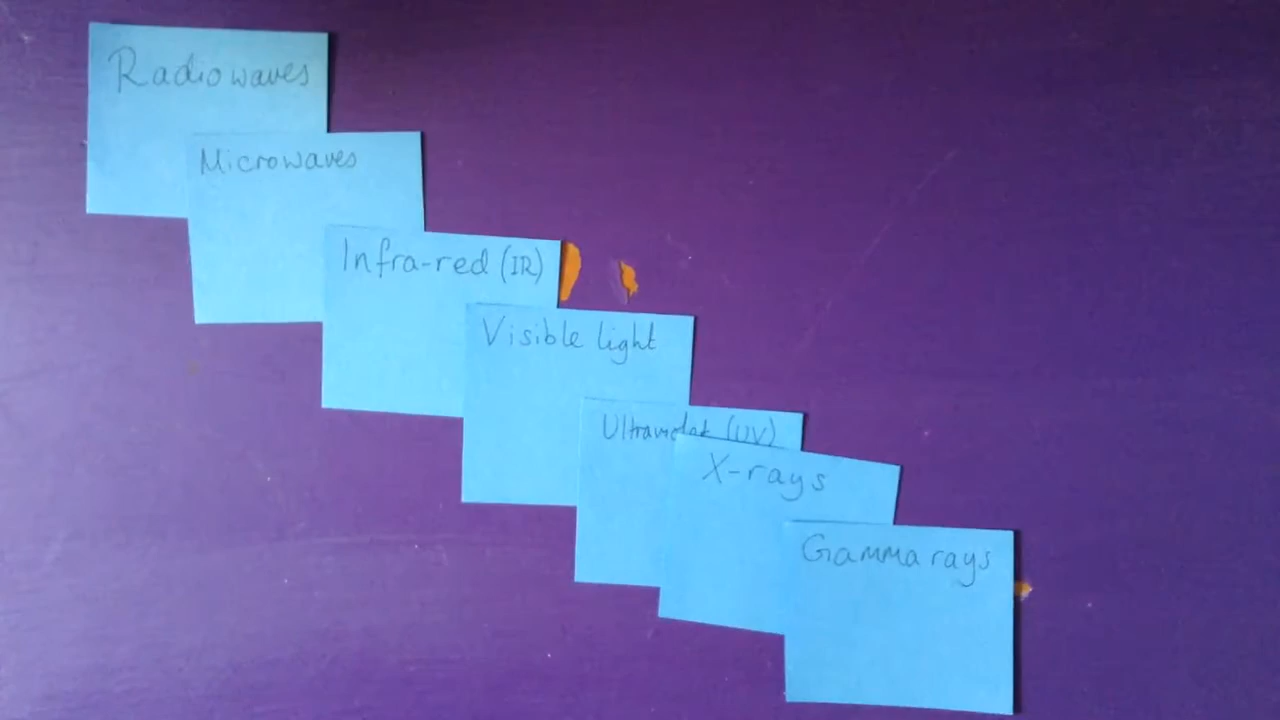 Radiowaves
Microwaves
Infra-red (IR)
Visible light
Ultraviolet (UV)
X-rays
Gamma rays